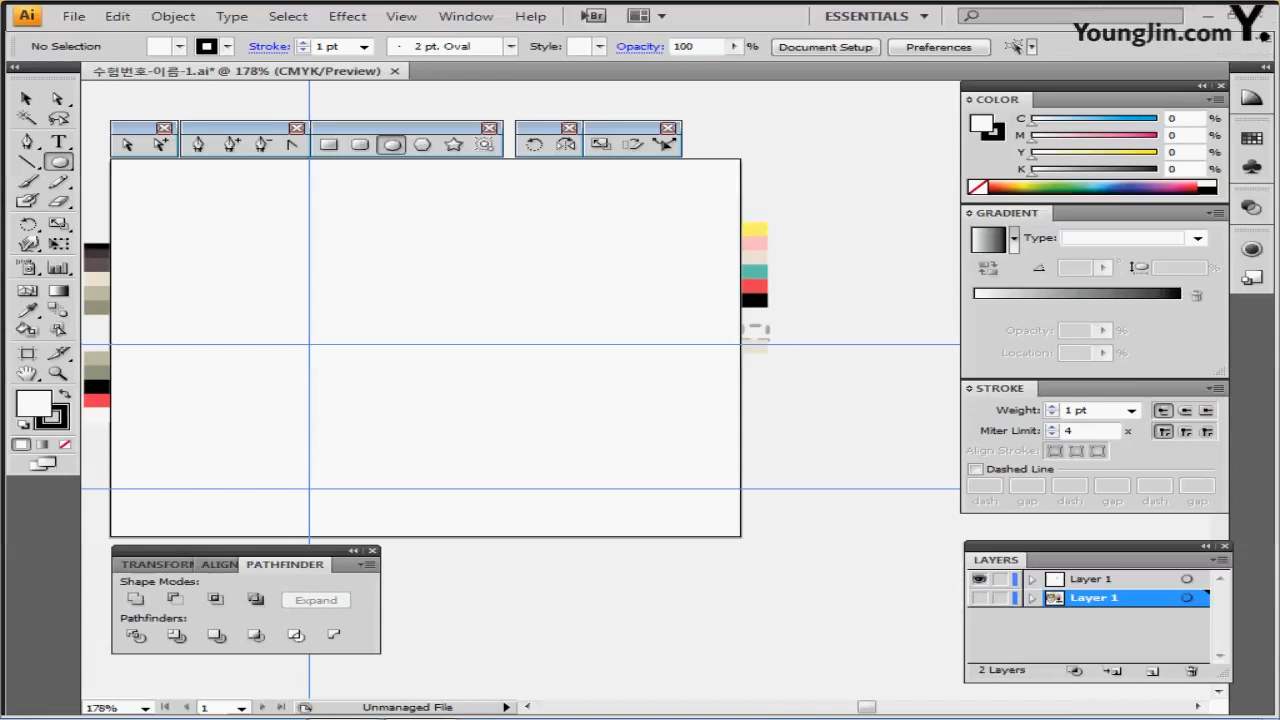 Ai File Edit Object Type Select Effect View Window Help Br ESSENTIALS
YoungJin.com Y.
No Selection Stroke: 1 pt 2 pt. Oval Style: Opacity: 100 % Document Setup Preferences
수험번호-이름-1.ai* @ 178% (CMYK/Preview)
COLOR
C 0 %
M 0 %
Y 0 %
K 0 %
GRADIENT
Type:
°
%
Opacity: %
Location: %
STROKE
Weight: 1 pt
Miter Limit: 4 x
Align Stroke:
Dashed Line
dash gap dash gap dash gap
TRANSFORM ALIGN PATHFINDER
Shape Modes:
Expand
Pathfinders:
LAYERS
Layer 1
Layer 1
2 Layers
178% 1 Unmanaged File